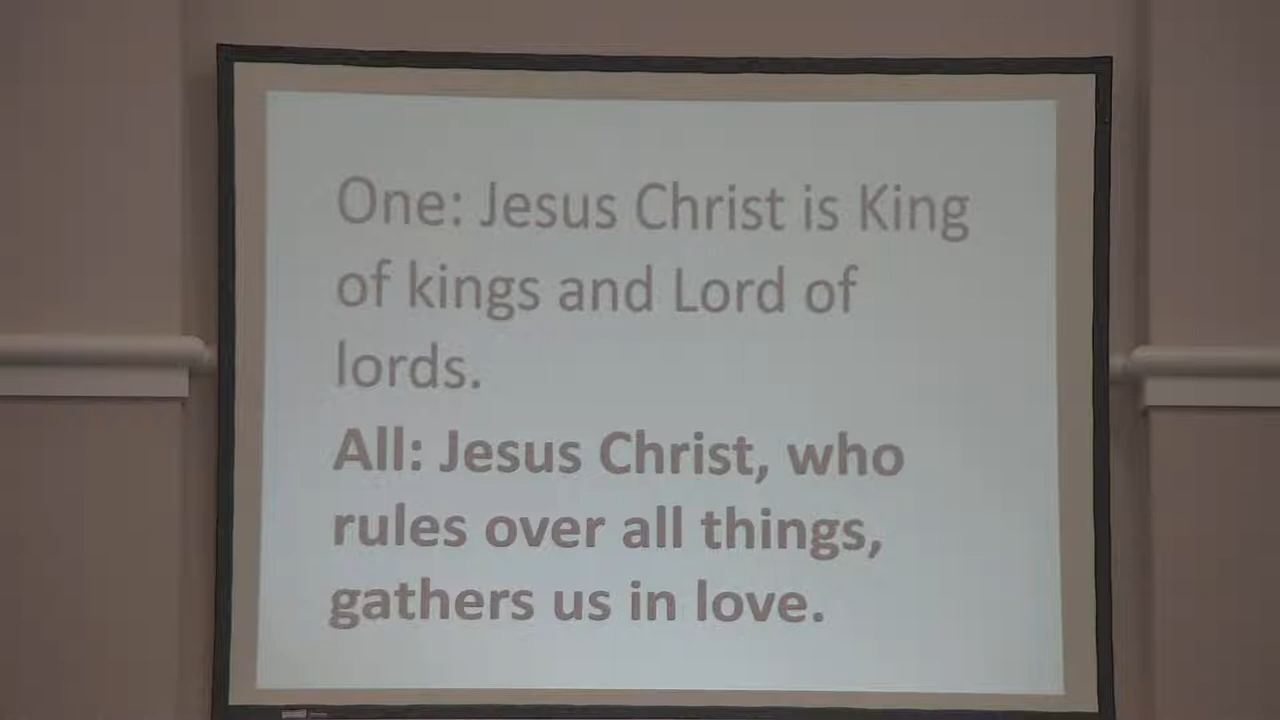 One: Jesus Christ is King
of kings and Lord of
lords.
All: Jesus Christ, who
rules over all things,
gathers us in love.